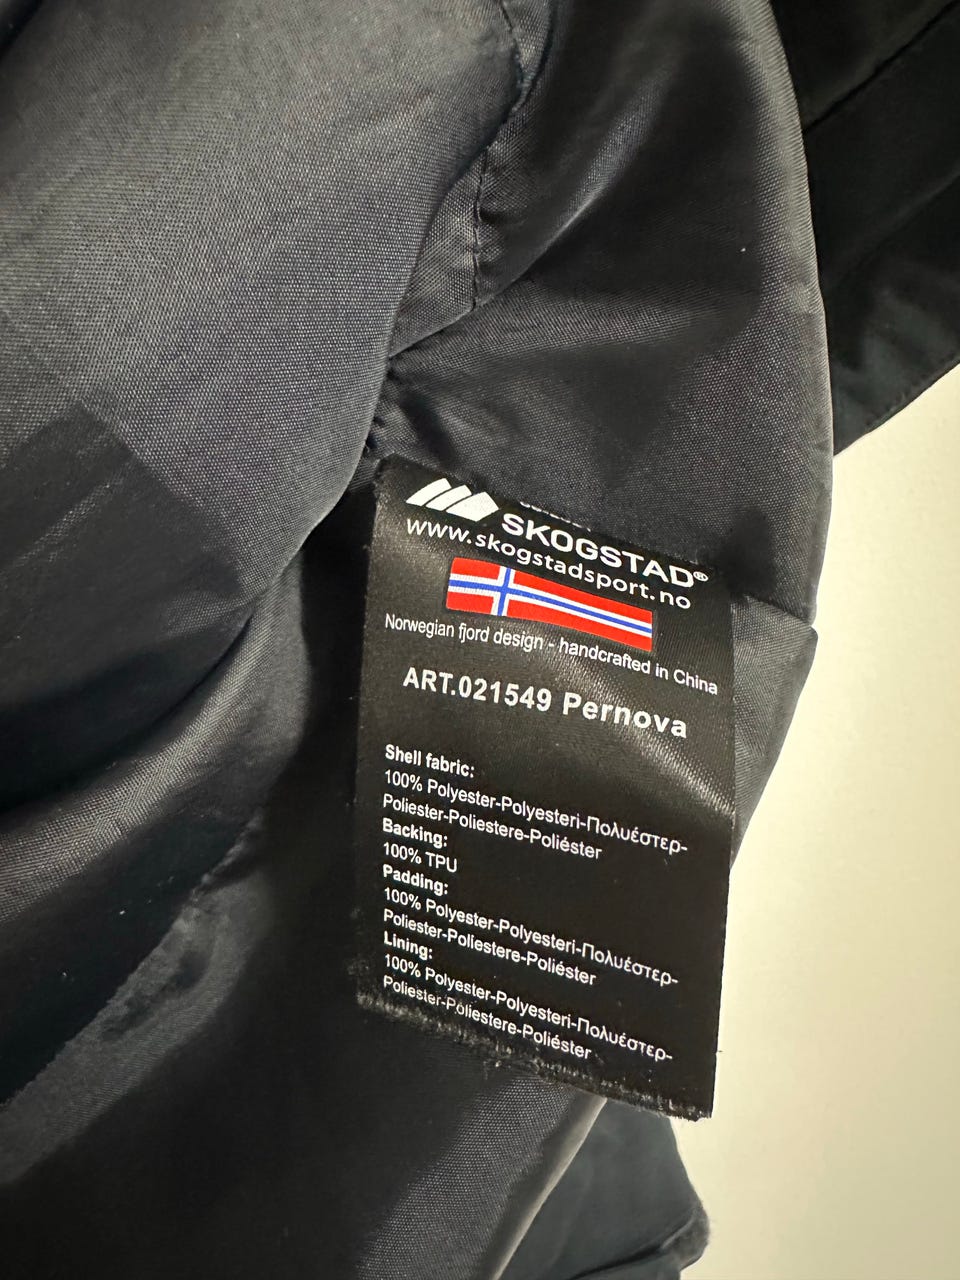 SKOGSTAD®
www.skogstadsport.no
Norwegian fjord design - handcrafted in China
ART.021549 Pernova
Shell fabric:
100% Polyester-Polyesteri-Πολυέστερ-
Poliester-Poliestere-Poliéster
Backing:
100% TPU
Padding:
100% Polyester-Polyesteri-Πολυέστερ-
Poliester-Poliestere-Poliéster
Lining:
100% Polyester-Polyesteri-Πολυέστερ-
Poliester-Poliestere-Poliéster